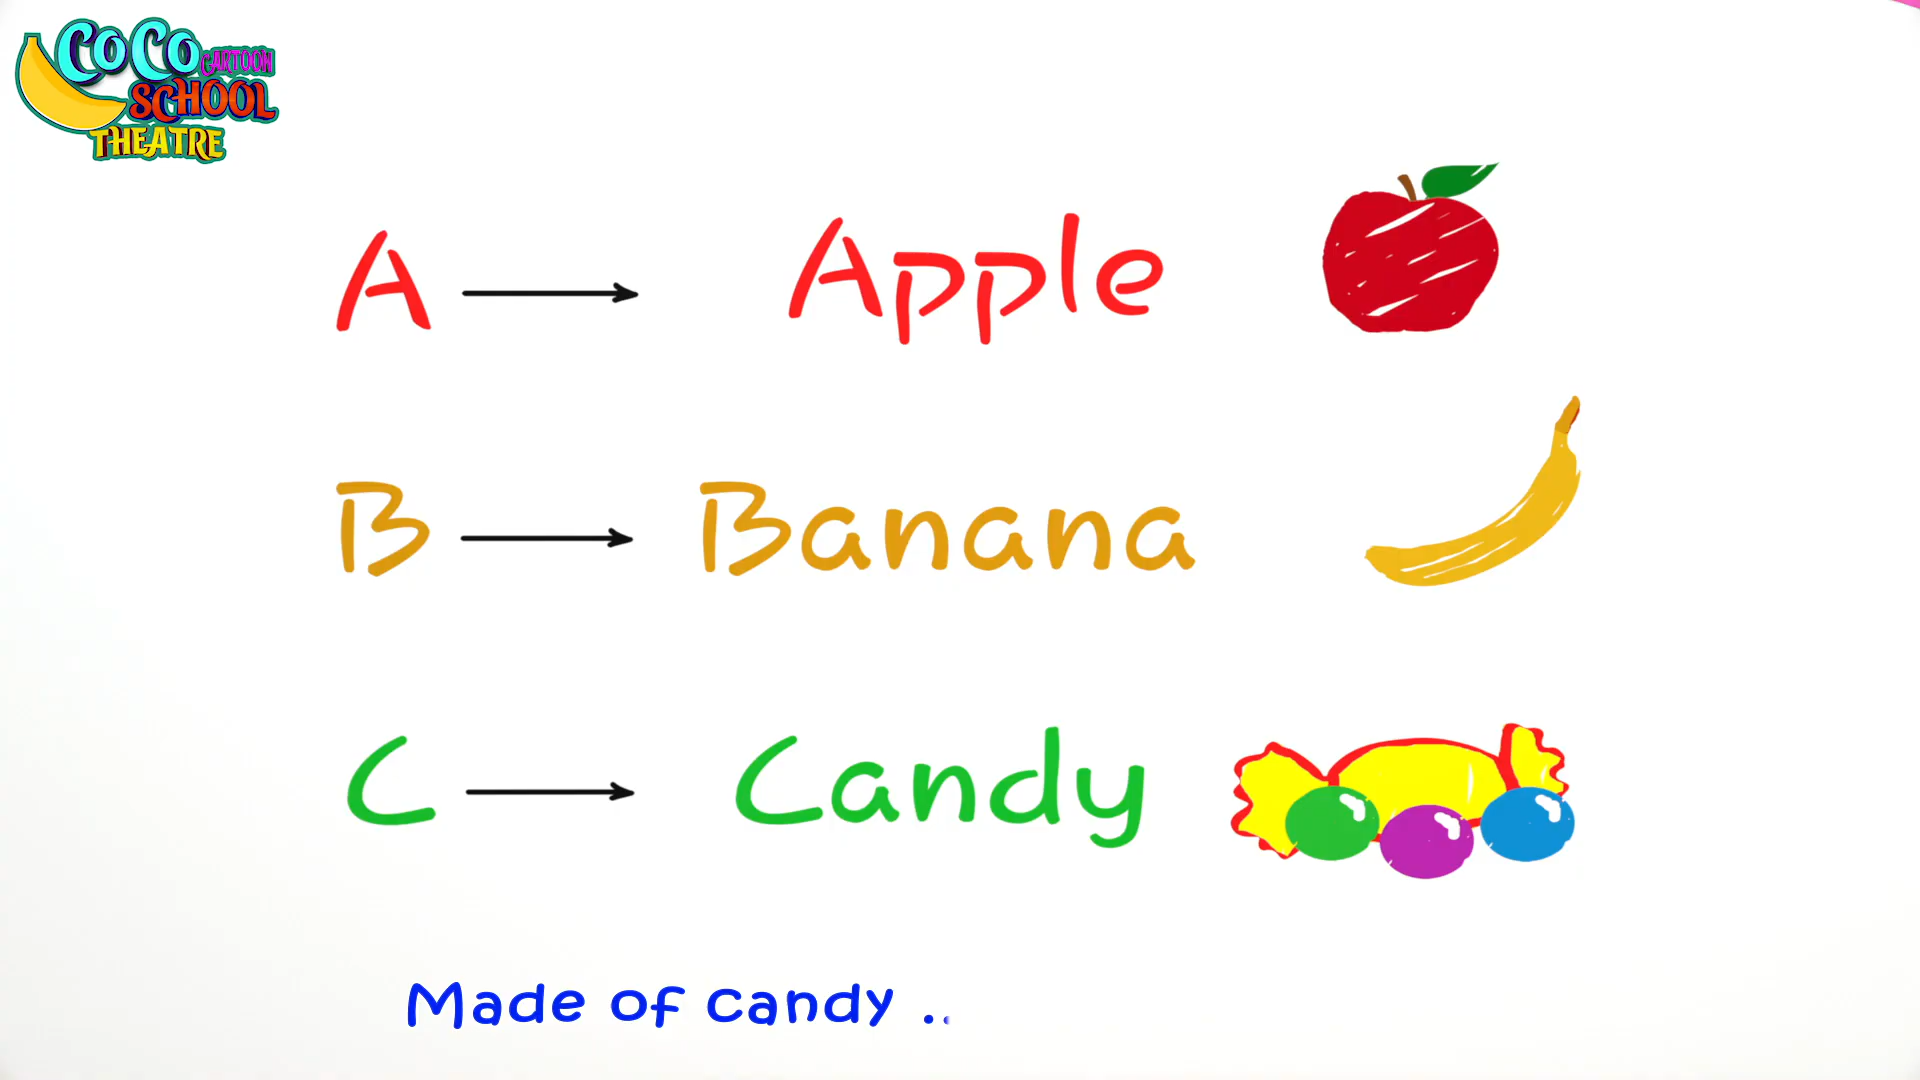 CoCo CARTOON
SCHOOL
THEATRE
A Apple
B Banana
C Candy
Made of candy ..